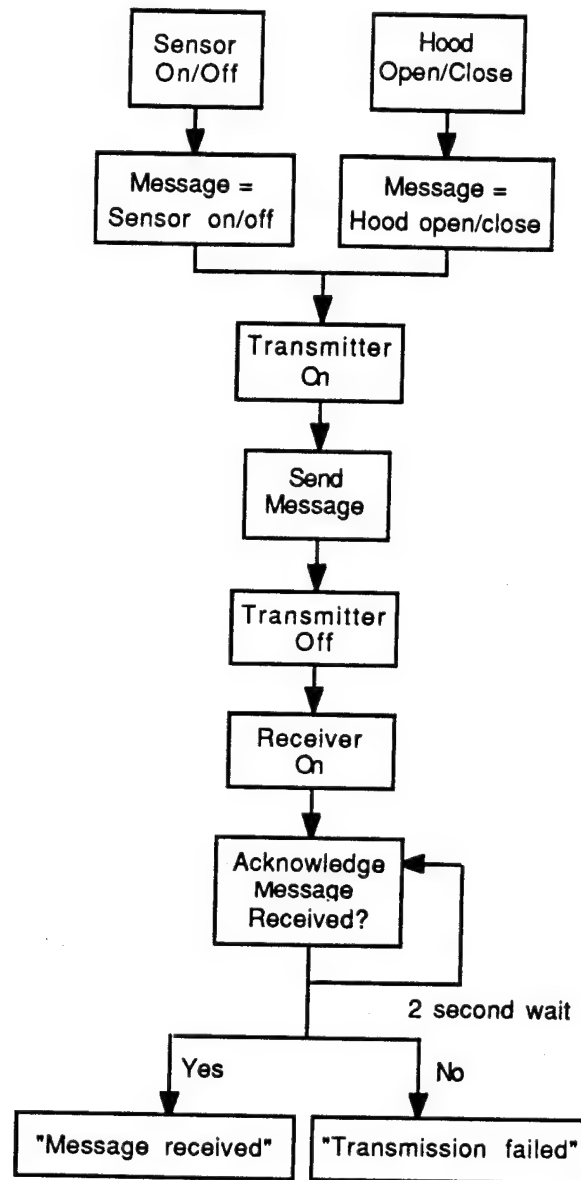 Sensor
On/Off
Hood
Open/Close
Message =
Sensor on/off
Message =
Hood open/close
Transmitter
On
Send
Message
Transmitter
Off
Receiver
On
Acknowledge
Message
Received?
2 second wait
Yes
No
"Message received"
"Transmission failed"